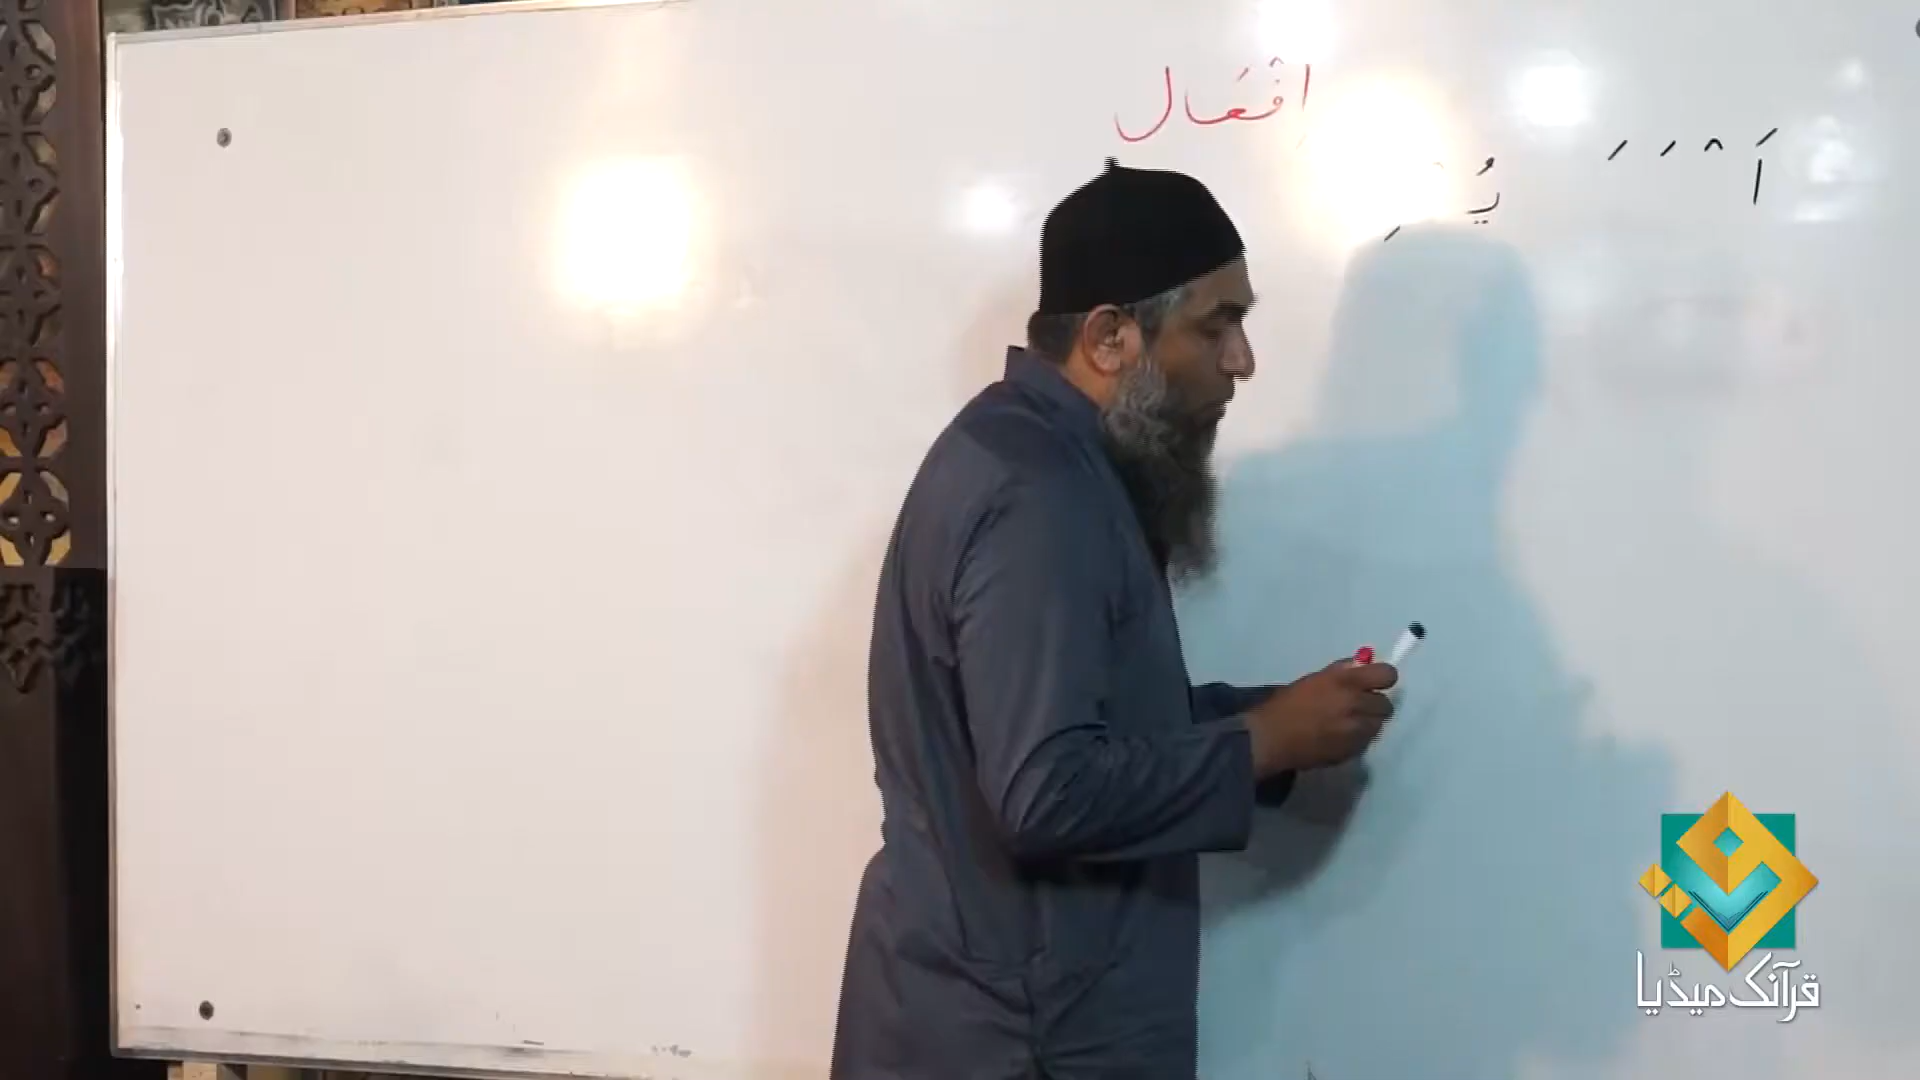 افْعَال
اَ ْ َ َ يُ ْ ِ
قرآنک میڈیا